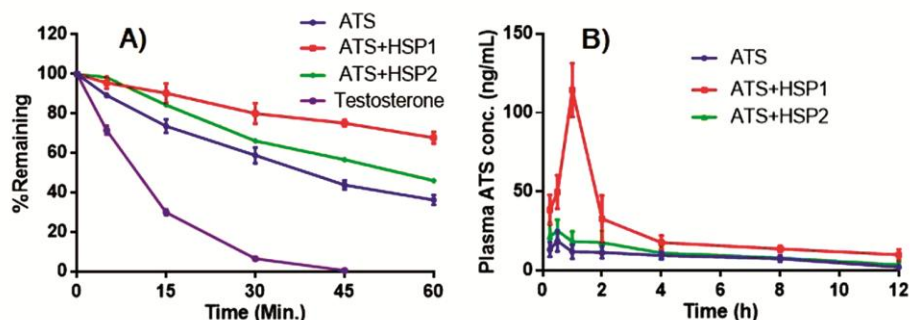 A)
ATS
ATS+HSP1
ATS+HSP2
Testosterone
%Remaining
120
100
80
60
40
20
0
0 15 30 45 60
Time (Min.)
B)
ATS
ATS+HSP1
ATS+HSP2
Plasma ATS conc. (ng/mL)
150
100
50
0
0 2 4 6 8 10 12
Time (h)